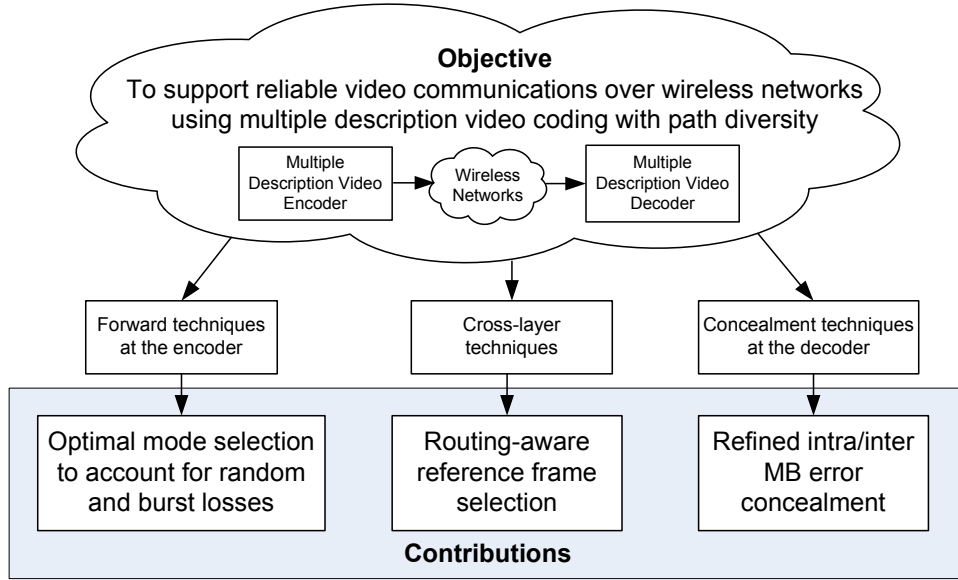 Objective
To support reliable video communications over wireless networks
using multiple description video coding with path diversity
Multiple
Description Video
Encoder
Wireless
Networks
Multiple
Description Video
Decoder
Forward techniques
at the encoder
Cross-layer
techniques
Concealment techniques
at the decoder
Optimal mode selection
to account for random
and burst losses
Routing-aware
reference frame
selection
Refined intra/inter
MB error
concealment
Contributions